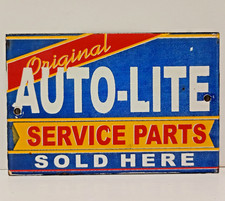 Original
AUTO-LITE
SERVICE PARTS
SOLD HERE